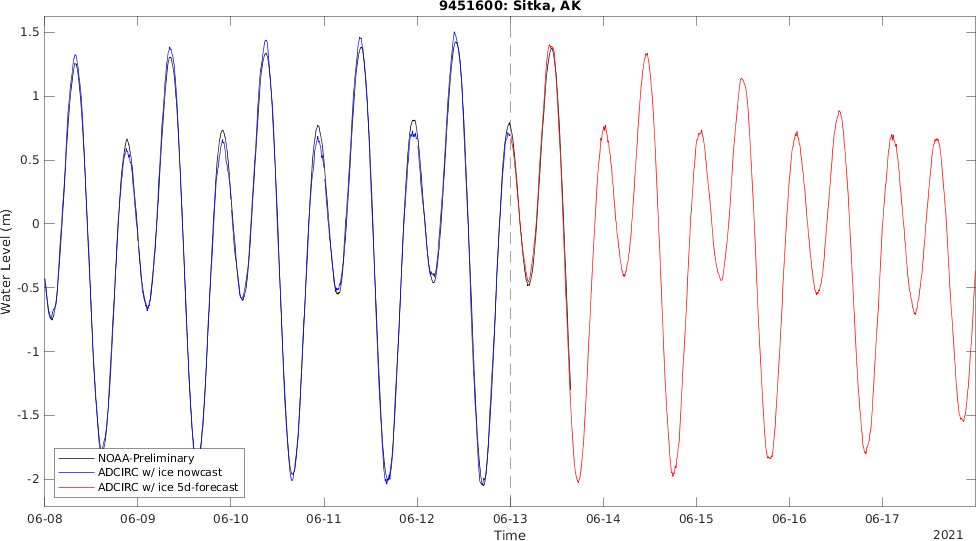 9451600: Sitka, AK
1.5
1
0.5
0
-0.5
-1
-1.5
-2
Water Level (m)
NOAA-Preliminary
ADCIRC w/ ice nowcast
ADCIRC w/ ice 5d-forecast
06-08 06-09 06-10 06-11 06-12 06-13 06-14 06-15 06-16 06-17
Time
2021